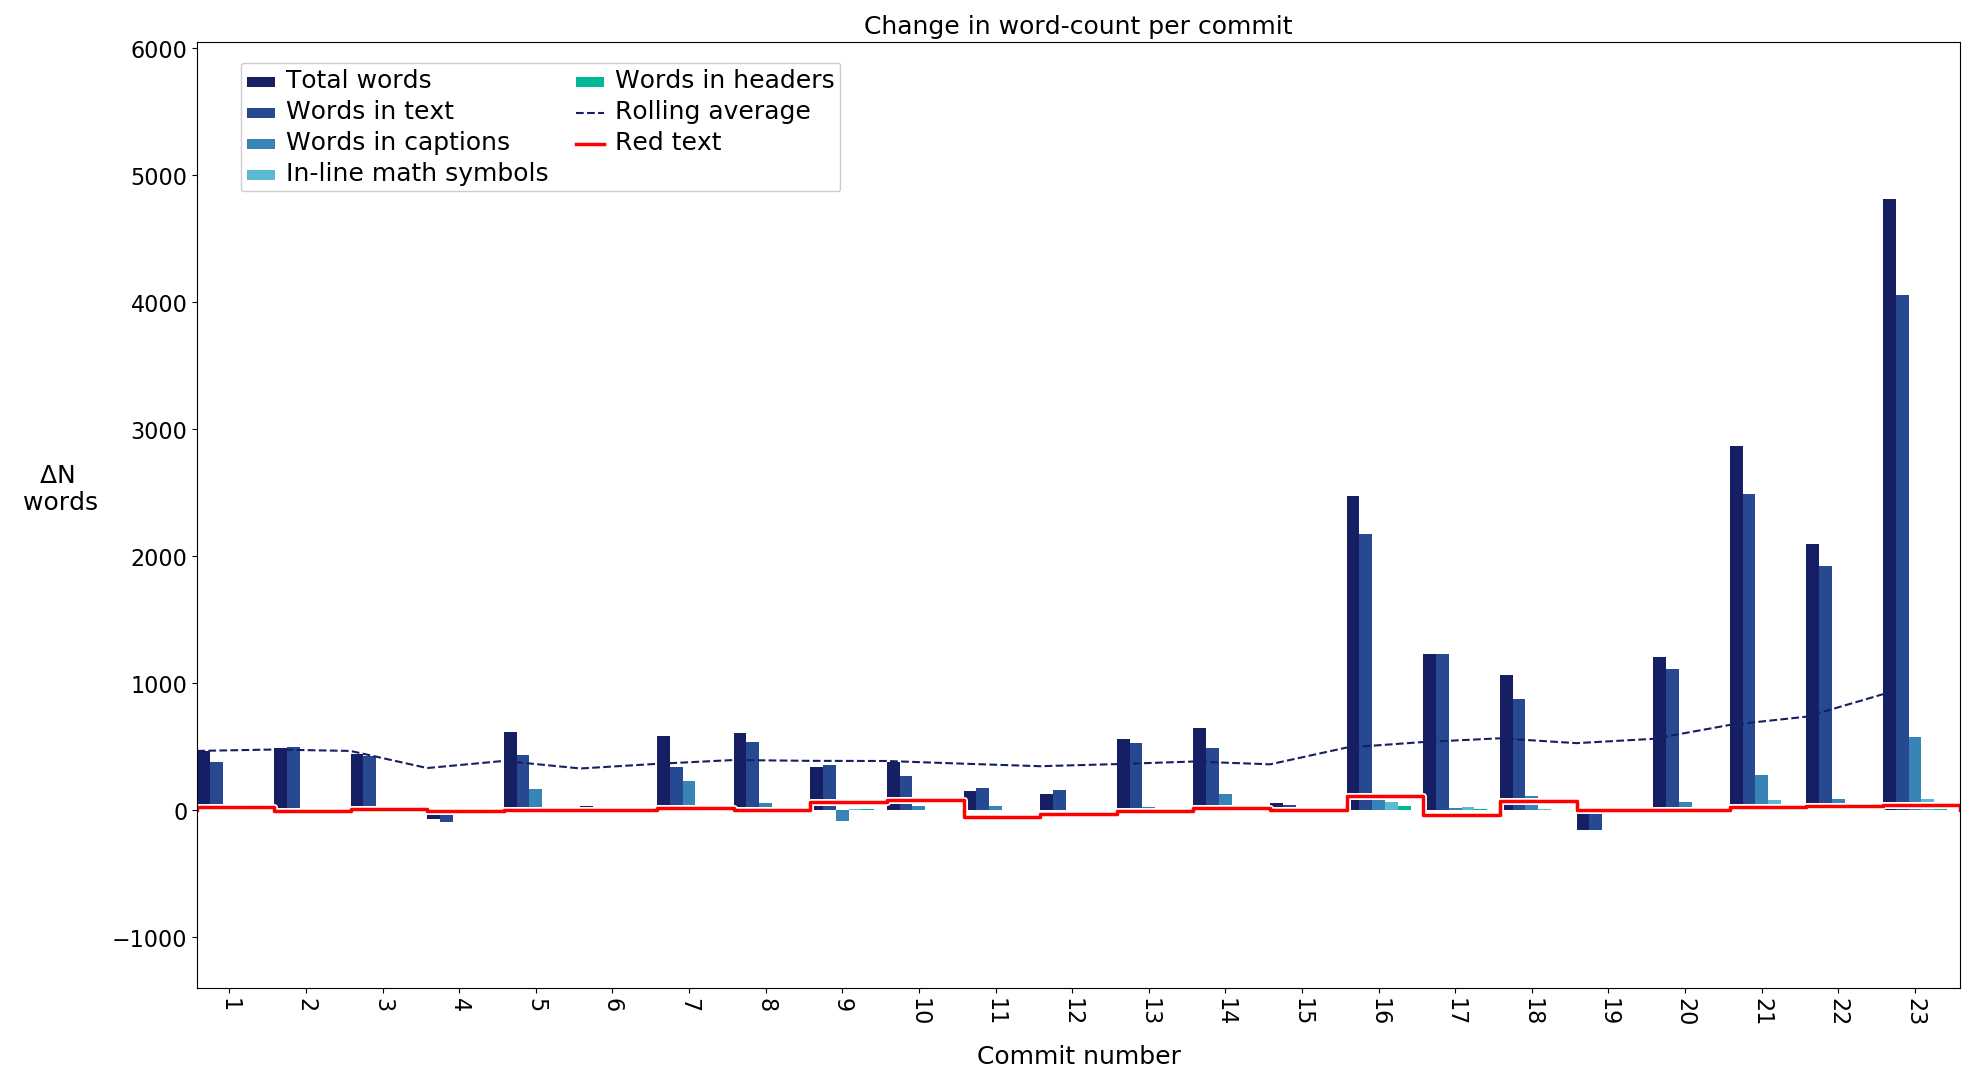 Change in word-count per commit
6000
5000
4000
3000
2000
1000
0
−1000
ΔN
words
Total words
Words in text
Words in captions
In-line math symbols
Words in headers
Rolling average
Red text
1
2
3
4
5
6
7
8
9
10
11
12
13
14
15
16
17
18
19
20
21
22
23
Commit number